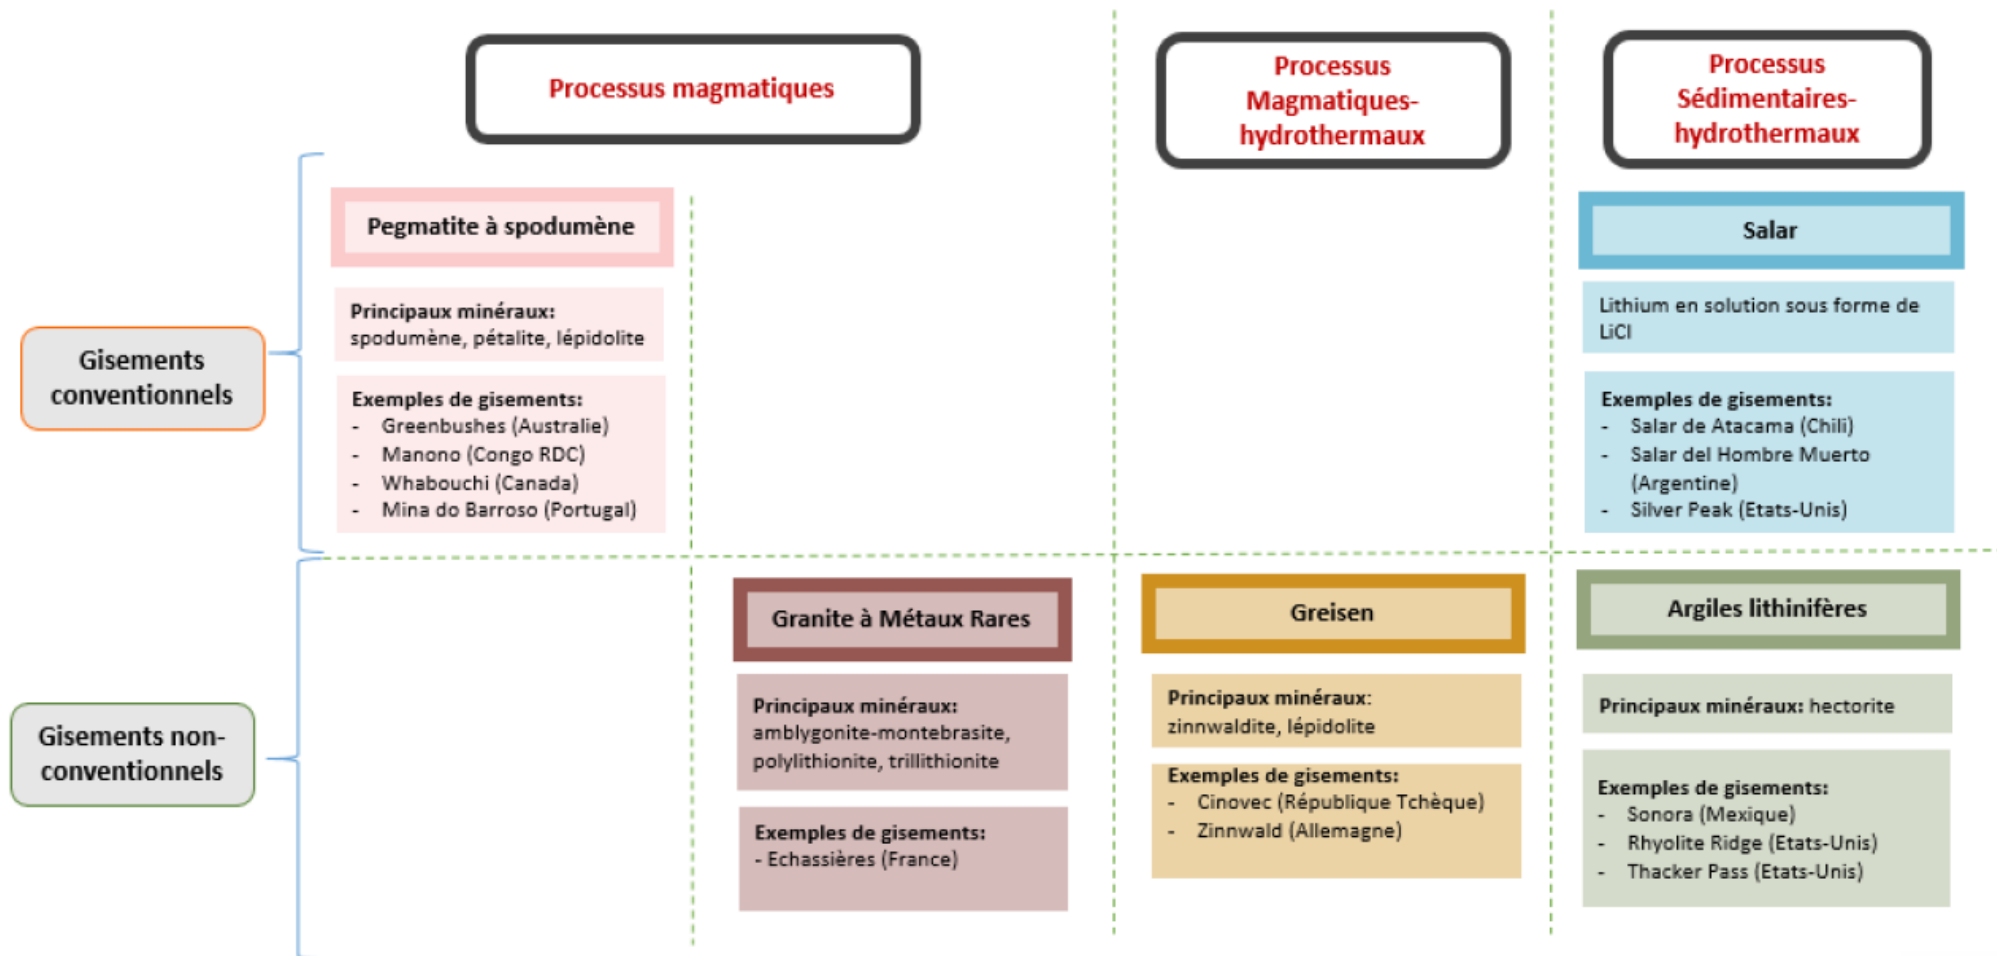 Processus magmatiques
Processus
Magmatiques-
hydrothermaux
Processus
Sédimentaires-
hydrothermaux
Gisements
conventionnels
Pegmatite à spodumène
Principaux minéraux:
spodumène, pétalite, lépidolite
Exemples de gisements:
- Greenbushes (Australie)
- Manono (Congo RDC)
- Whabouchi (Canada)
- Mina do Barroso (Portugal)
Salar
Lithium en solution sous forme de
LiCl
Exemples de gisements:
- Salar de Atacama (Chili)
- Salar del Hombre Muerto
(Argentine)
- Silver Peak (Etats-Unis)
Gisements non-
conventionnels
Granite à Métaux Rares
Principaux minéraux:
amblygonite-montebrasite,
polylithionite, trillithionite
Exemples de gisements:
- Echassières (France)
Greisen
Principaux minéraux:
zinnwaldite, lépidolite
Exemples de gisements:
- Cinovec (République Tchèque)
- Zinnwald (Allemagne)
Argiles lithinifères
Principaux minéraux: hectorite
Exemples de gisements:
- Sonora (Mexique)
- Rhyolite Ridge (Etats-Unis)
- Thacker Pass (Etats-Unis)